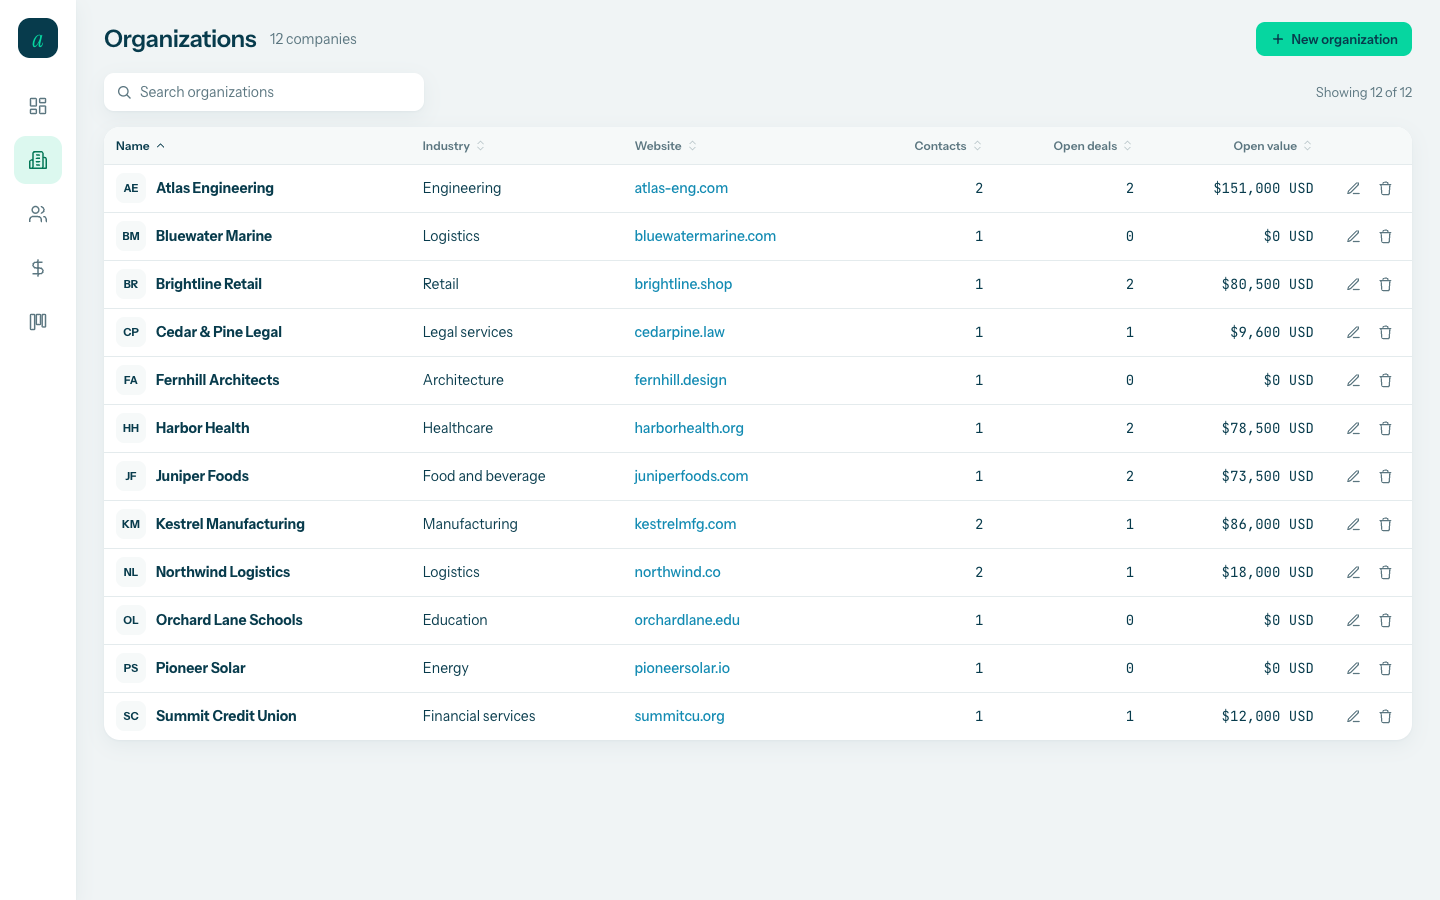 a
Organizations 12 companies
+ New organization
Search organizations
Showing 12 of 12
Name Industry Website Contacts Open deals Open value
AE Atlas Engineering Engineering atlas-eng.com 2 2 $151,000 USD
BM Bluewater Marine Logistics bluewatermarine.com 1 0 $0 USD
BR Brightline Retail Retail brightline.shop 1 2 $80,500 USD
CP Cedar & Pine Legal Legal services cedarpine.law 1 1 $9,600 USD
FA Fernhill Architects Architecture fernhill.design 1 0 $0 USD
HH Harbor Health Healthcare harborhealth.org 1 2 $78,500 USD
JF Juniper Foods Food and beverage juniperfoods.com 1 2 $73,500 USD
KM Kestrel Manufacturing Manufacturing kestrelmfg.com 2 1 $86,000 USD
NL Northwind Logistics Logistics northwind.co 2 1 $18,000 USD
OL Orchard Lane Schools Education orchardlane.edu 1 0 $0 USD
PS Pioneer Solar Energy pioneersolar.io 1 0 $0 USD
SC Summit Credit Union Financial services summitcu.org 1 1 $12,000 USD